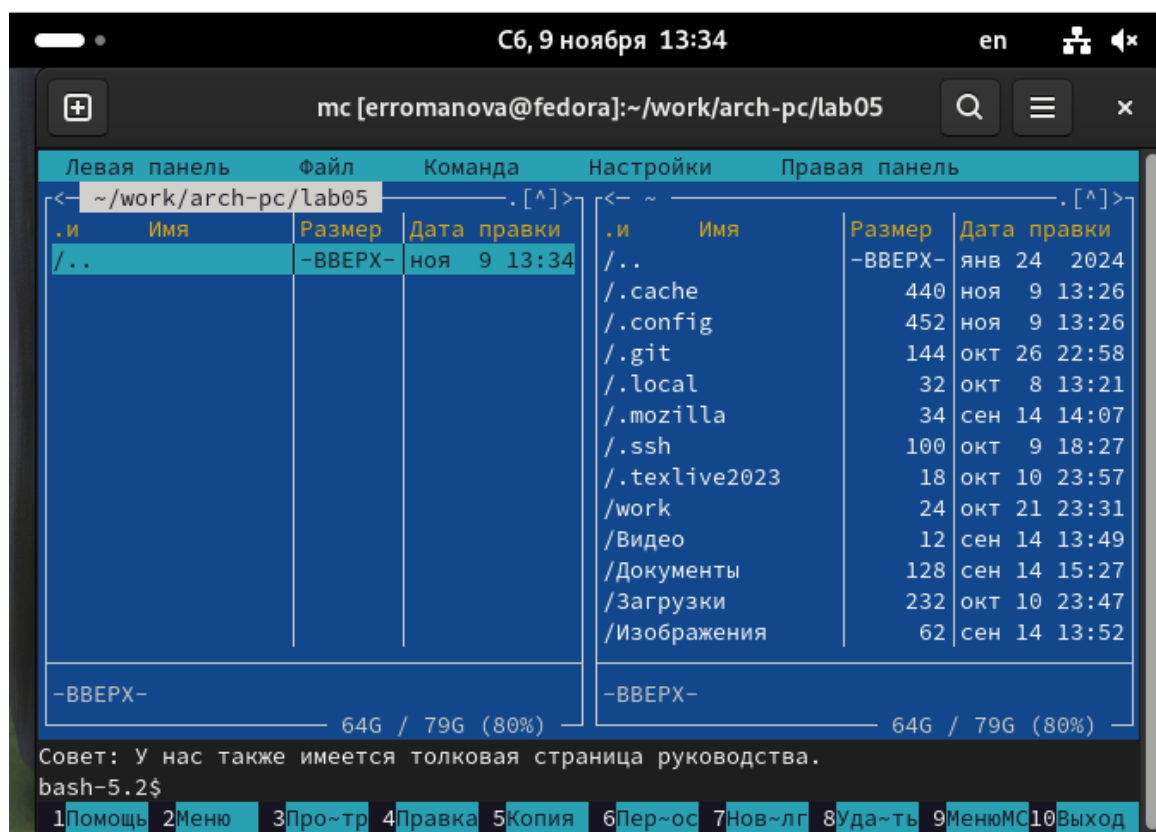 Сб, 9 ноября 13:34 en
mc [erromanova@fedora]:~/work/arch-pc/lab05
Левая панель Файл Команда Настройки Правая панель
<— ~/work/arch-pc/lab05 .[^]> <— ~ .[^]>
.и Имя Размер Дата правки .и Имя Размер Дата правки
/.. -ВВЕРХ- ноя 9 13:34 /.. -ВВЕРХ- янв 24 2024
/.cache 440 ноя 9 13:26
/.config 452 ноя 9 13:26
/.git 144 окт 26 22:58
/.local 32 окт 8 13:21
/.mozilla 34 сен 14 14:07
/.ssh 100 окт 9 18:27
/.texlive2023 18 окт 10 23:57
/work 24 окт 21 23:31
/Видео 12 сен 14 13:49
/Документы 128 сен 14 15:27
/Загрузки 232 окт 10 23:47
/Изображения 62 сен 14 13:52
-ВВЕРХ- -ВВЕРХ-
64G / 79G (80%) 64G / 79G (80%)
Совет: У нас также имеется толковая страница руководства.
bash-5.2$
1Помощь 2Меню 3Про~тр 4Правка 5Копия 6Пер~ос 7Нов~лг 8Уда~ть 9МенюMC10Выход